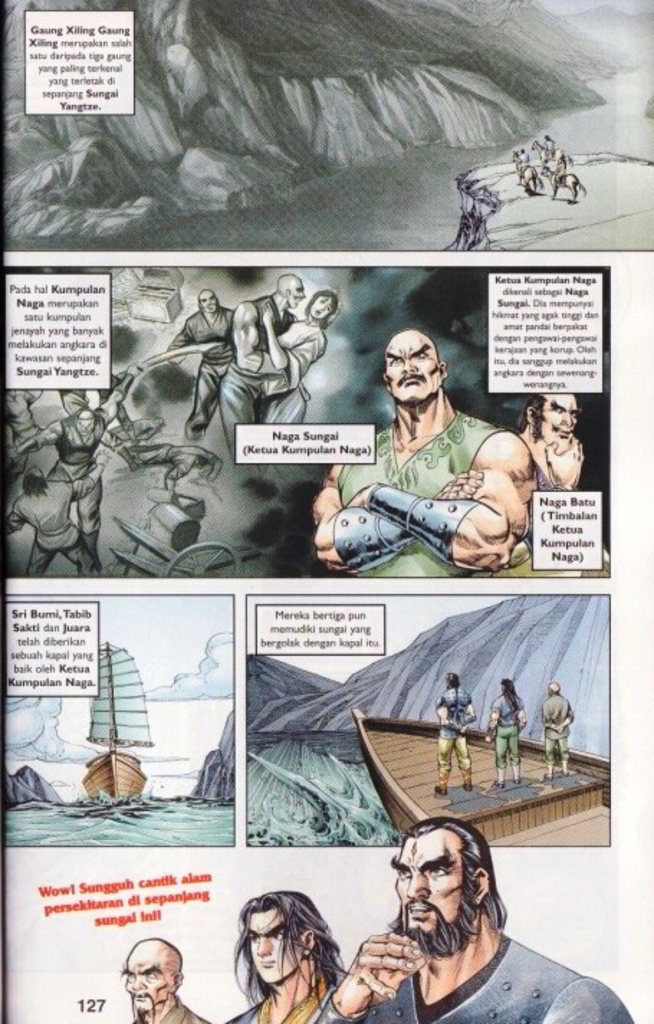 Gaung Xiling Gaung
Xiling merupakan salah
satu daripada tiga gaung
yang paling terkenal
yang terletak di
sepanjang Sungai
Yangtze.
Pada hal Kumpulan
Naga merupakan
satu kumpulan
jenayah yang banyak
melakukan angkara di
kawasan sepanjang
Sungai Yangtze.
Ketua Kumpulan Naga
dikenali sebagai Naga
Sungai. Dia mempunyai
hikmat yang agak tinggi dan
amat pandai berpakat
dengan pengawai-pengawai
kerajaan yang korup. Oleh
itu, dia sanggup melakukan
angkara dengan sewenang-
wenangnya.
Naga Sungai
(Ketua Kumpulan Naga)
Naga Batu
( Timbalan
Ketua
Kumpulan
Naga)
Sri Bumi, Tabib
Sakti dan Juara
telah diberikan
sebuah kapal yang
baik oleh Ketua
Kumpulan Naga.
Mereka bertiga pun
memudiki sungai yang
bergolak dengan kapal itu.
Wow! Sungguh cantik alam
persekitaran di sepanjang
sungai ini!
127